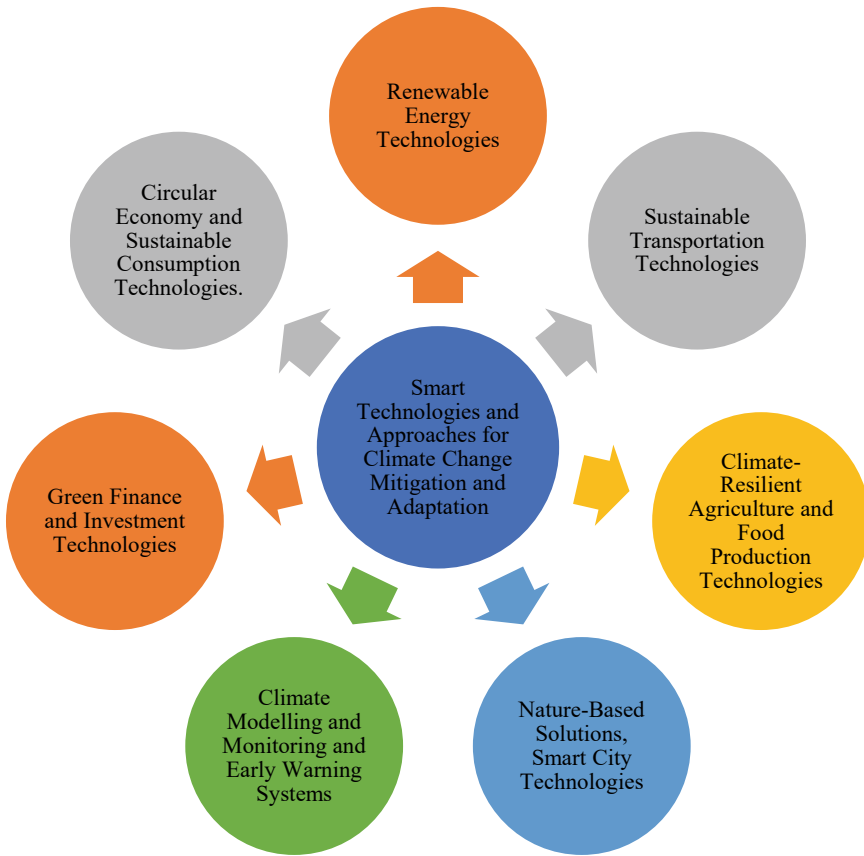 Renewable
Energy
Technologies
Sustainable
Transportation
Technologies
Climate-
Resilient
Agriculture and
Food
Production
Technologies
Nature-Based
Solutions,
Smart City
Technologies
Climate
Modelling and
Monitoring and
Early Warning
Systems
Green Finance
and Investment
Technologies
Circular
Economy and
Sustainable
Consumption
Technologies.
Smart
Technologies and
Approaches for
Climate Change
Mitigation and
Adaptation